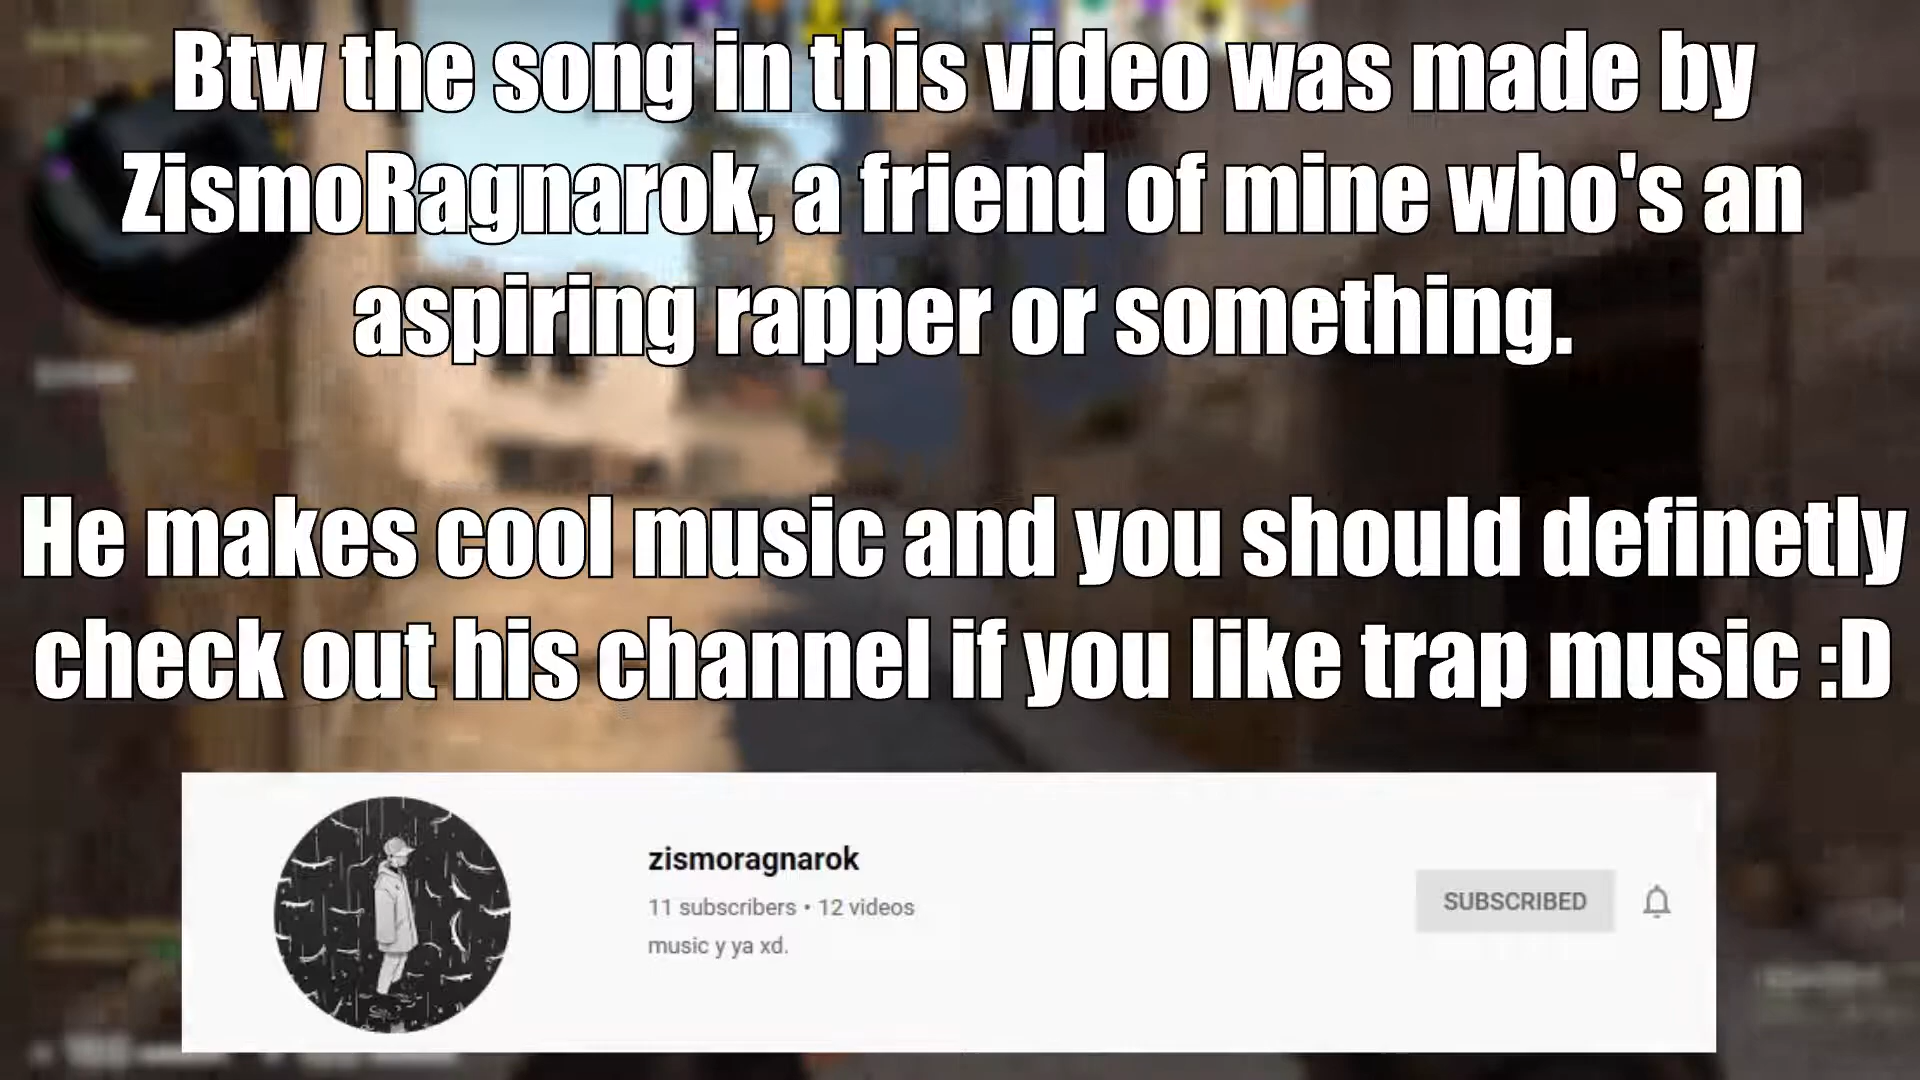 Btw the song in this video was made by
ZismoRagnarok, a friend of mine who's an
aspiring rapper or something.
He makes cool music and you should definetly
check out his channel if you like trap music :D
zismoragnarok
11 subscribers • 12 videos
SUBSCRIBED
music y ya xd.